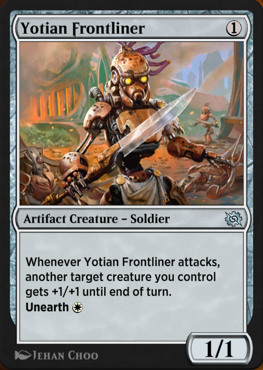 Yotian Frontliner 1
Artifact Creature – Soldier
Whenever Yotian Frontliner attacks,
another target creature you control
gets +1/+1 until end of turn.
Unearth
1/1
Jehan Choo